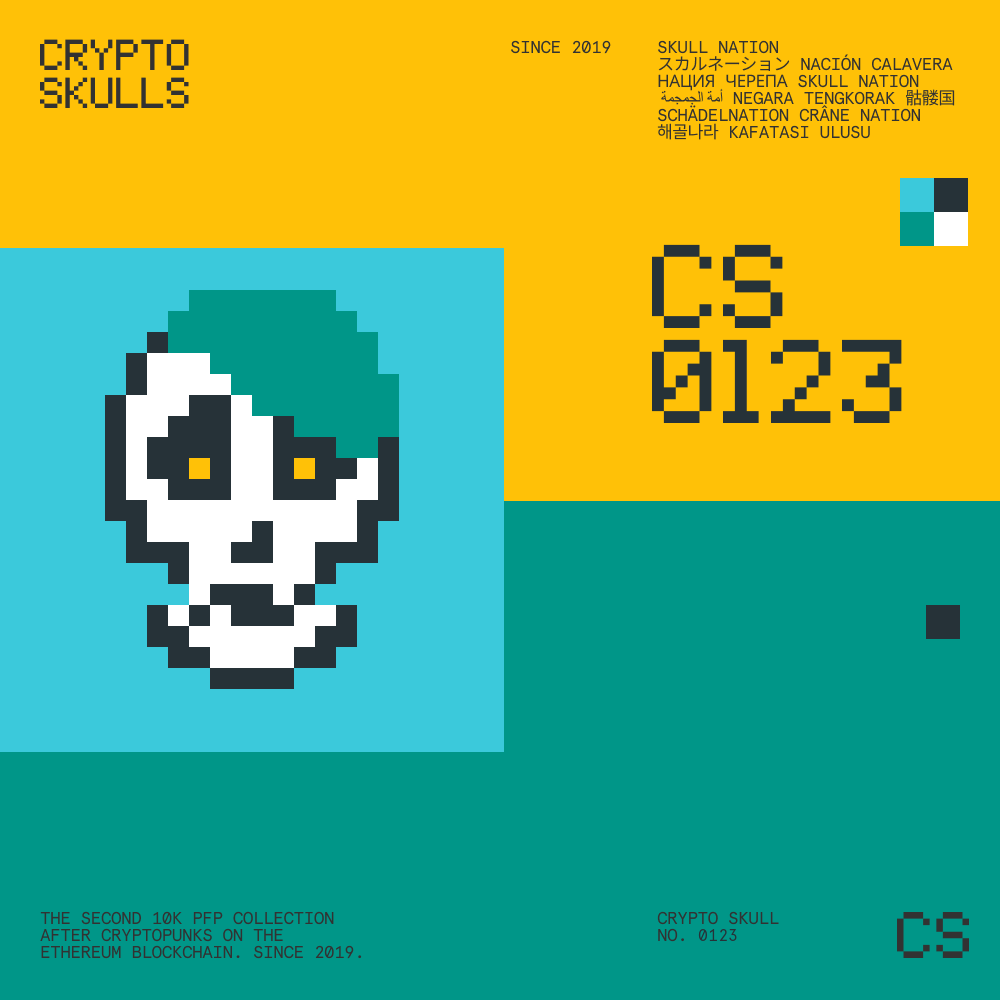 CRYPTO
SKULLS
SINCE 2019
SKULL NATION
スカルネーション NACIÓN CALAVERA
НАЦИЯ ЧЕРЕПА SKULL NATION
أمة الجمجمة NEGARA TENGKORAK 骷髅国
SCHÄDELNATION CRÂNE NATION
해골나라 KAFATASI ULUSU
CS
0123
THE SECOND 10K PFP COLLECTION
AFTER CRYPTOPUNKS ON THE
ETHEREUM BLOCKCHAIN. SINCE 2019.
CRYPTO SKULL
NO. 0123
CS